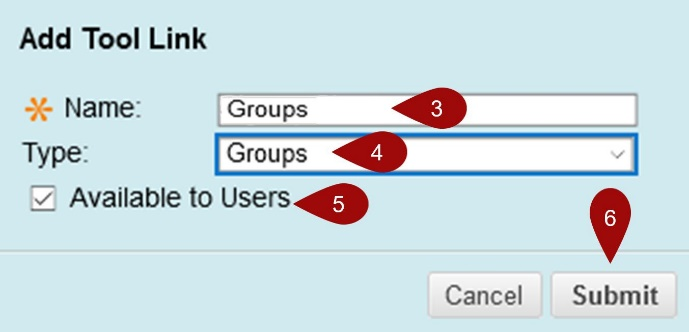 Add Tool Link
Name: Groups 3
Type: Groups 4
Available to Users 5
6
Cancel Submit